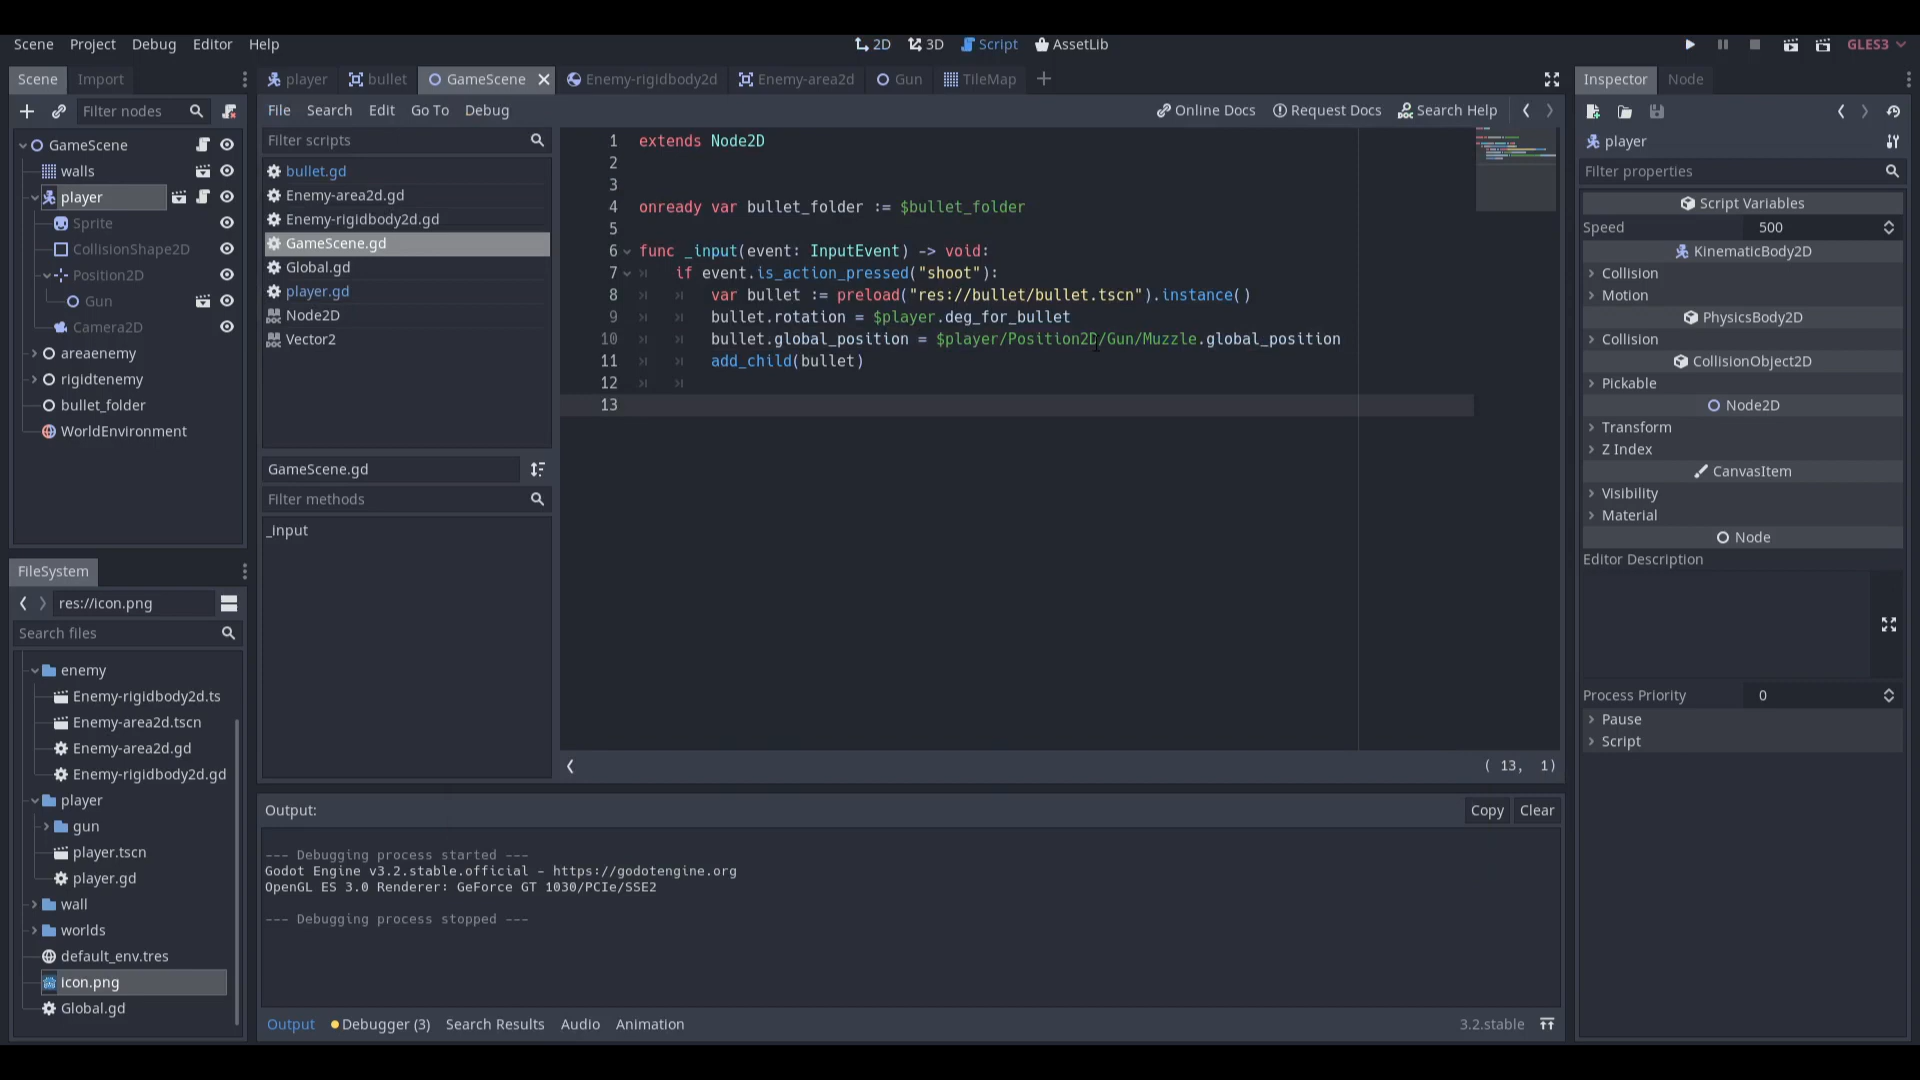 Scene Project Debug Editor Help
2D 3D Script AssetLib
GLES3
Scene Import
player bullet GameScene Enemy-rigidbody2d Enemy-area2d Gun TileMap
Inspector Node
Filter nodes
File Search Edit Go To Debug
Online Docs Request Docs Search Help
GameScene
walls
player
Sprite
CollisionShape2D
Position2D
Gun
Camera2D
areaenemy
rigidtenemy
bullet_folder
WorldEnvironment
Filter scripts
bullet.gd
Enemy-area2d.gd
Enemy-rigidbody2d.gd
GameScene.gd
Global.gd
player.gd
Node2D
Vector2
GameScene.gd
Filter methods
_input
1 extends Node2D
2
3
4 onready var bullet_folder := $bullet_folder
5
6 func _input(event: InputEvent) -> void:
7 if event.is_action_pressed("shoot"):
8 var bullet := preload("res://bullet/bullet.tscn").instance()
9 bullet.rotation = $player.deg_for_bullet
10 bullet.global_position = $player/Position2D/Gun/Muzzle.global_position
11 add_child(bullet)
12
13
( 13, 1)
player
Filter properties
Script Variables
Speed 500
KinematicBody2D
Collision
Motion
PhysicsBody2D
Collision
CollisionObject2D
Pickable
Node2D
Transform
Z Index
CanvasItem
Visibility
Material
Node
Editor Description
Process Priority 0
Pause
Script
FileSystem
res://icon.png
Search files
enemy
Enemy-rigidbody2d.ts
Enemy-area2d.tscn
Enemy-area2d.gd
Enemy-rigidbody2d.gd
player
gun
player.tscn
player.gd
wall
worlds
default_env.tres
icon.png
Global.gd
Output: Copy Clear
--- Debugging process started ---
Godot Engine v3.2.stable.official - https://godotengine.org
OpenGL ES 3.0 Renderer: GeForce GT 1030/PCIe/SSE2
--- Debugging process stopped ---
Output Debugger (3) Search Results Audio Animation 3.2.stable